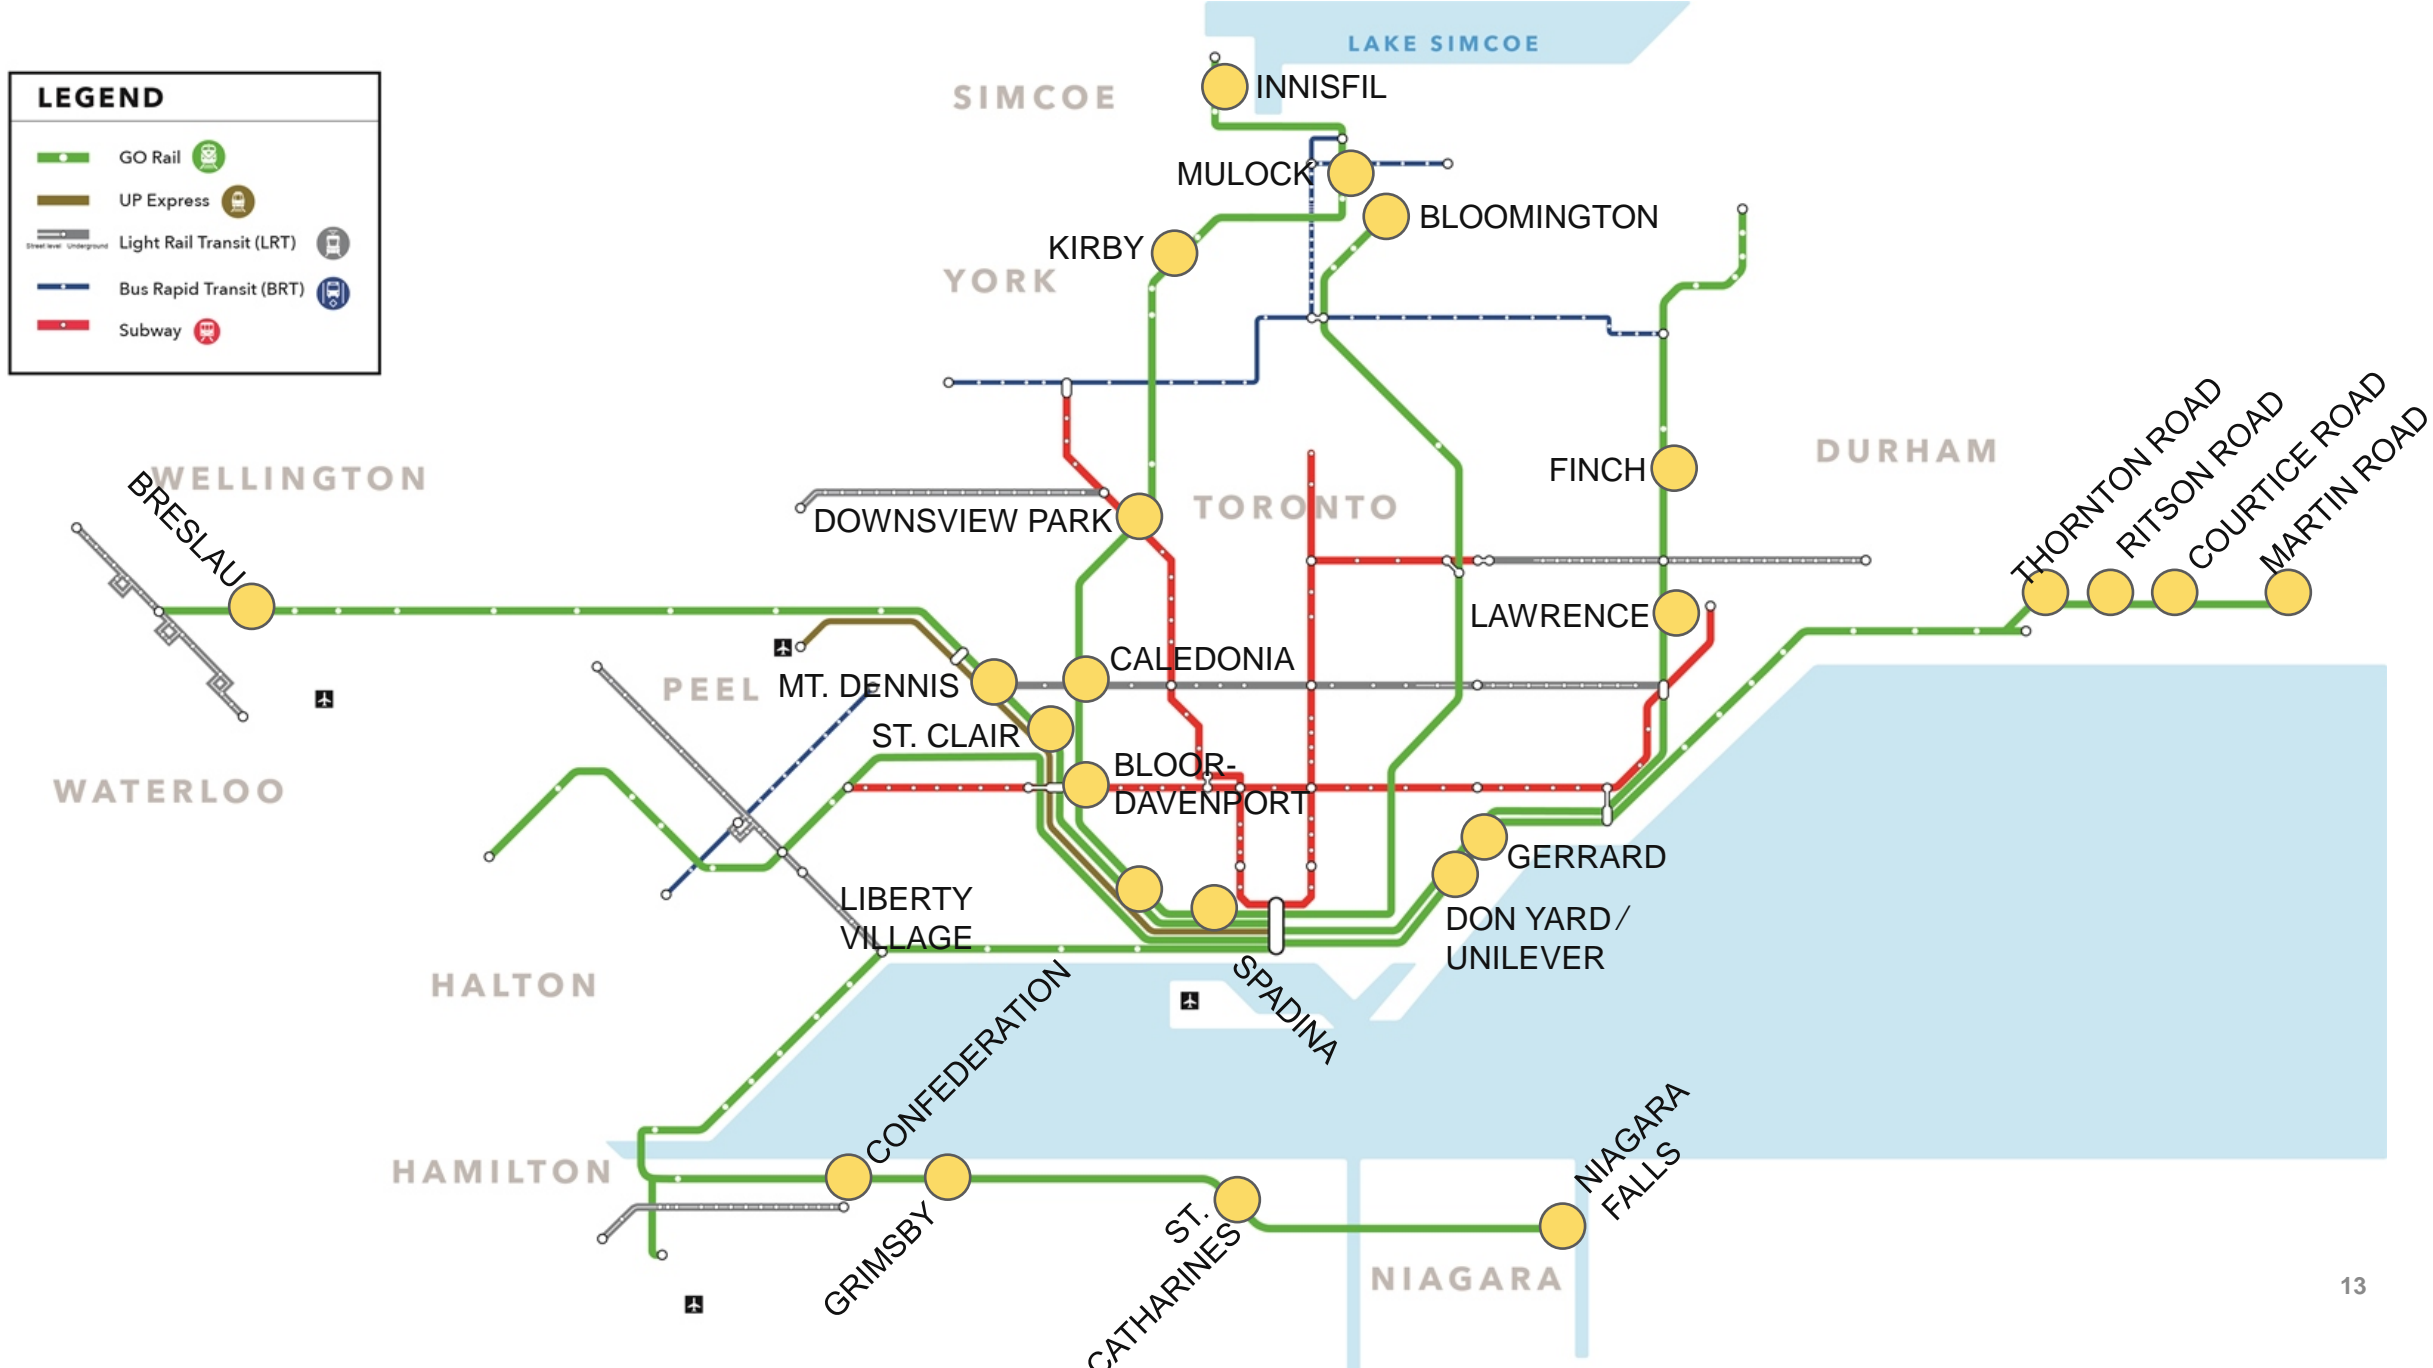 LAKE SIMCOE
SIMCOE
INNISFIL
LEGEND
GO Rail
UP Express
Street level Underground
Light Rail Transit (LRT)
Bus Rapid Transit (BRT)
Subway
MULOCK
BLOOMINGTON
KIRBY
YORK
DURHAM
THORNTON ROAD
RITSON ROAD
COURTICE ROAD
MARTIN ROAD
WELLINGTON
BRESLAU
FINCH
TORONTO
DOWNSVIEW PARK
LAWRENCE
CALEDONIA
PEEL
MT. DENNIS
ST. CLAIR
BLOOR-
DAVENPORT
WATERLOO
GERRARD
LIBERTY
VILLAGE
DON YARD/
UNILEVER
HALTON
SPADINA
CONFEDERATION
HAMILTON
NIAGARA
FALLS
GRIMSBY
ST.
CATHARINES
NIAGARA
13